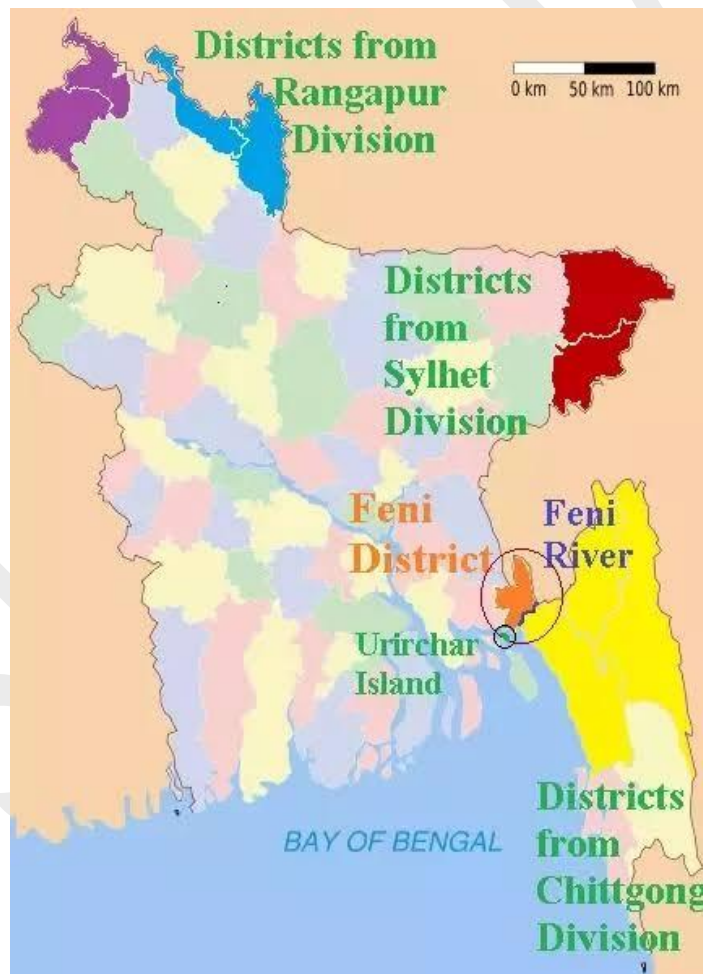 Districts from
Rangapur
Division
0 km 50 km 100 km
Districts
from
Sylhet
Division
Feni
District
Feni
River
Urirchar
Island
BAY OF BENGAL
Districts
from
Chittgong
Division